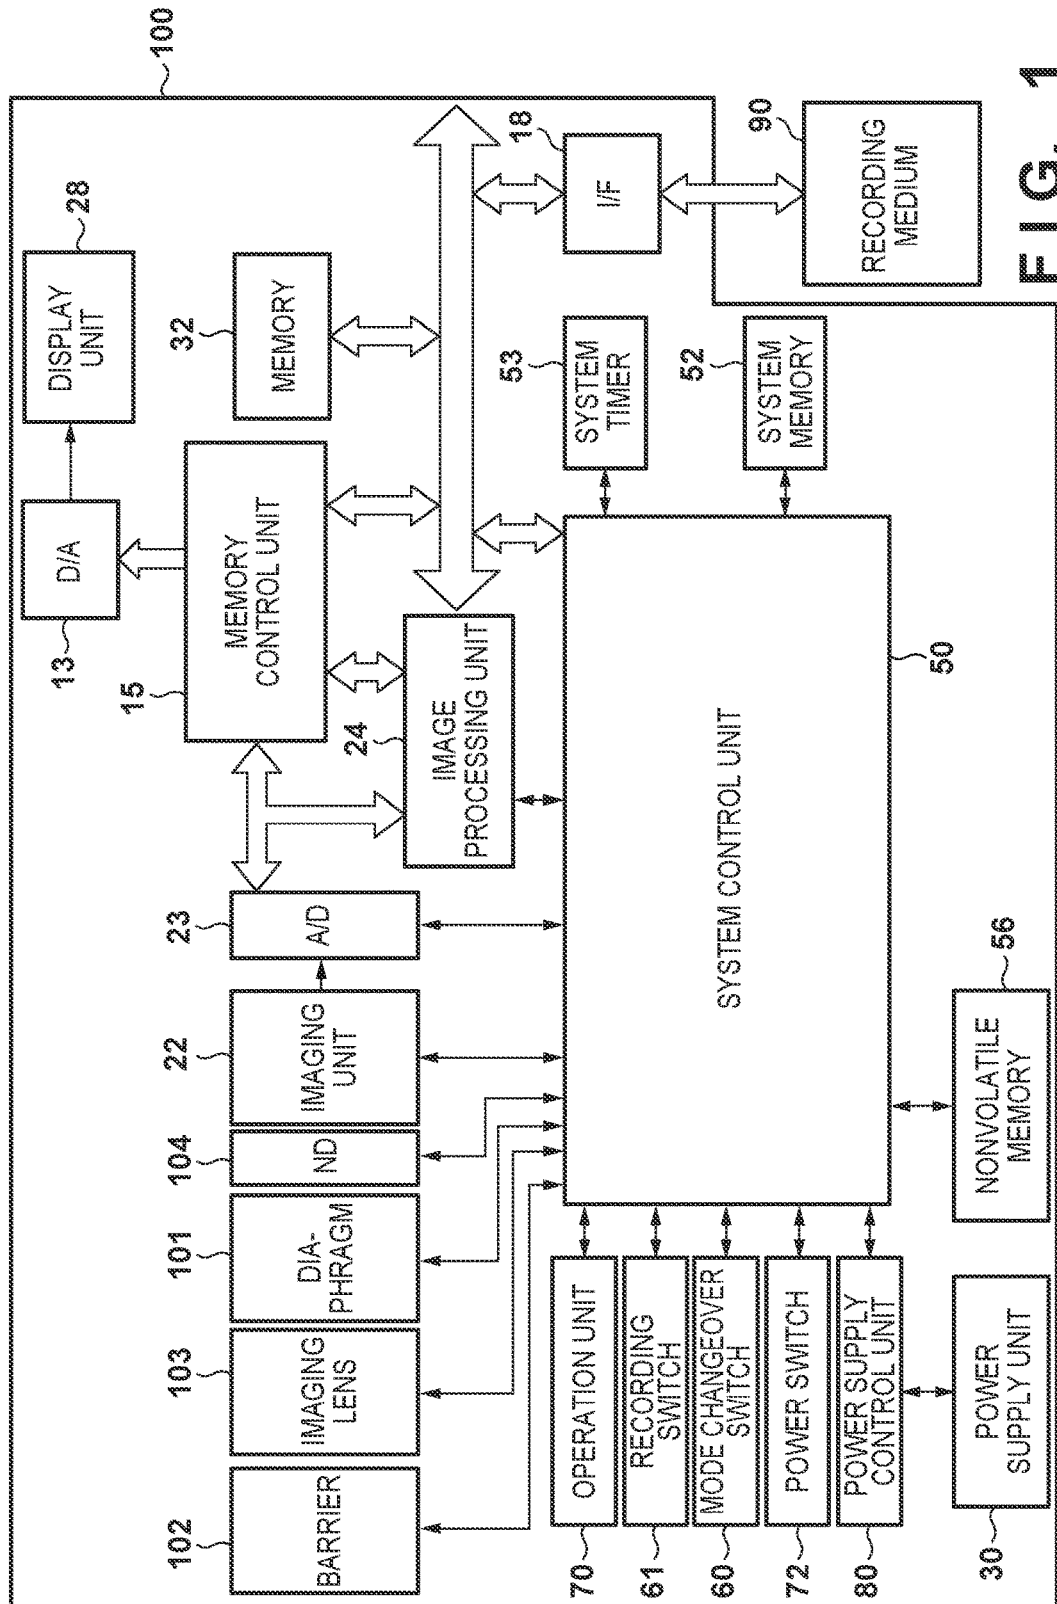 100
102
103
101
104
22
23
15
13
28
BARRIER
IMAGING
LENS
DIA-
PHRAGM
ND
IMAGING
UNIT
A/D
MEMORY
CONTROL UNIT
D/A
DISPLAY
UNIT
24
IMAGE
PROCESSING UNIT
32
MEMORY
70
OPERATION UNIT
61
RECORDING
SWITCH
60
MODE CHANGEOVER
SWITCH
72
POWER SWITCH
80
POWER SUPPLY
CONTROL UNIT
30
POWER
SUPPLY UNIT
SYSTEM CONTROL UNIT
50
56
NONVOLATILE
MEMORY
53
SYSTEM
TIMER
52
SYSTEM
MEMORY
18
I/F
90
RECORDING
MEDIUM
FIG. 1